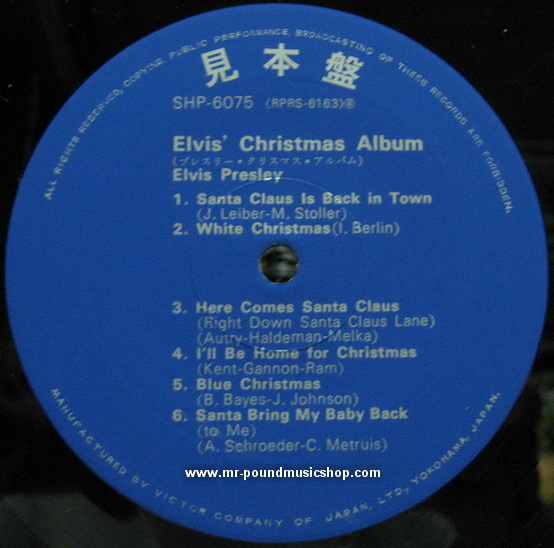 ALL RIGHTS RESERVED, COPYING, PUBLIC PERFORMANCE, BROADCASTING OF THESE RECORDS ARE FORBIDDEN.
見本盤
SHP-6075 (RPRS-6163)Ⓡ
Elvis' Christmas Album
(プレスリー・クリスマス・アルバム)
Elvis Presley
1. Santa Claus Is Back in Town
(J. Leiber-M. Stoller)
2. White Christmas (I. Berlin)
3. Here Comes Santa Claus
(Right Down Santa Claus Lane)
(Autry-Haldeman-Melka)
4. I'll Be Home for Christmas
(Kent-Gannon-Ram)
5. Blue Christmas
(B. Bayes-J. Johnson)
6. Santa Bring My Baby Back
(to Me)
(A. Schroeder-C. Metruis)
www.mr-poundmusicshop.com
MANUFACTURED BY VICTOR COMPANY OF JAPAN, LTD., YOKOHAMA, JAPAN.